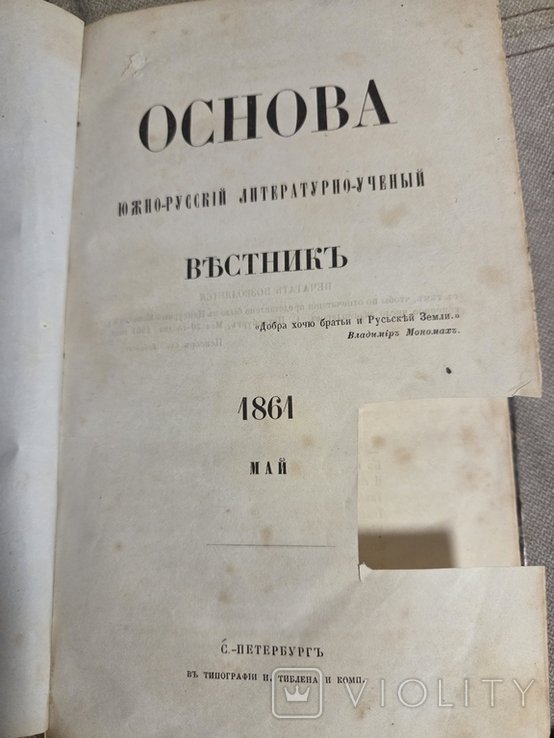 ОСНОВА
ЮЖНО-РУССКІЙ ЛИТЕРАТУРНО-УЧЕНЫЙ
ВѢСТНИКЪ
«Добра хочю братьи и Русьскѣй Земли.»
Владиміръ Мономахъ.
1861
МАЙ
С.-ПЕТЕРБУРГЪ
ВЪ ТИПОГРАФІИ Н. ТИБЛЕНА И КОМП.
VIOLITY